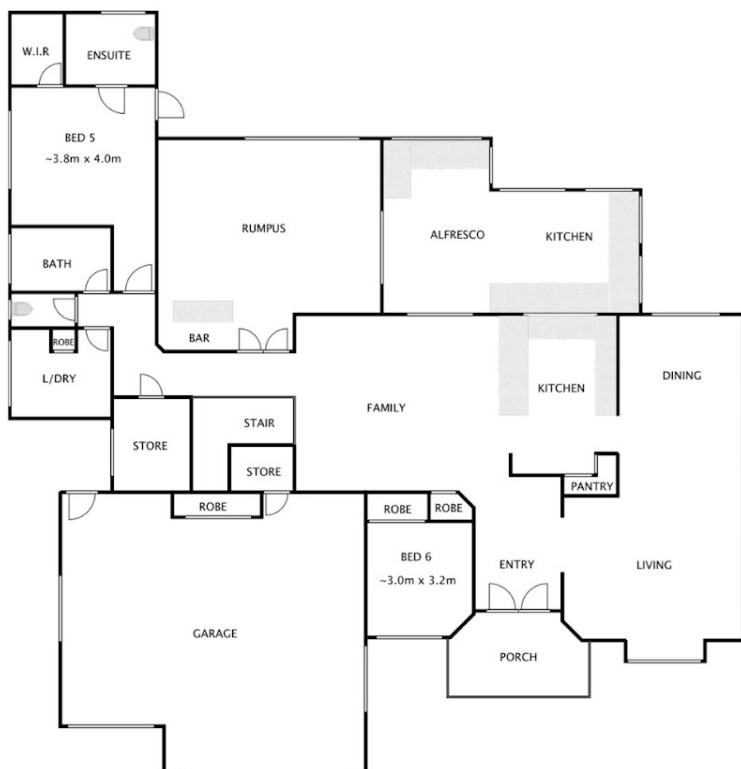 W.I.R
ENSUITE
BED 5
~3.8m x 4.0m
RUMPUS
ALFRESCO
KITCHEN
BATH
BAR
ROBE
L/DRY
KITCHEN
DINING
FAMILY
STAIR
STORE
STORE
PANTRY
ROBE
ROBE
ROBE
BED 6
~3.0m x 3.2m
ENTRY
LIVING
GARAGE
PORCH